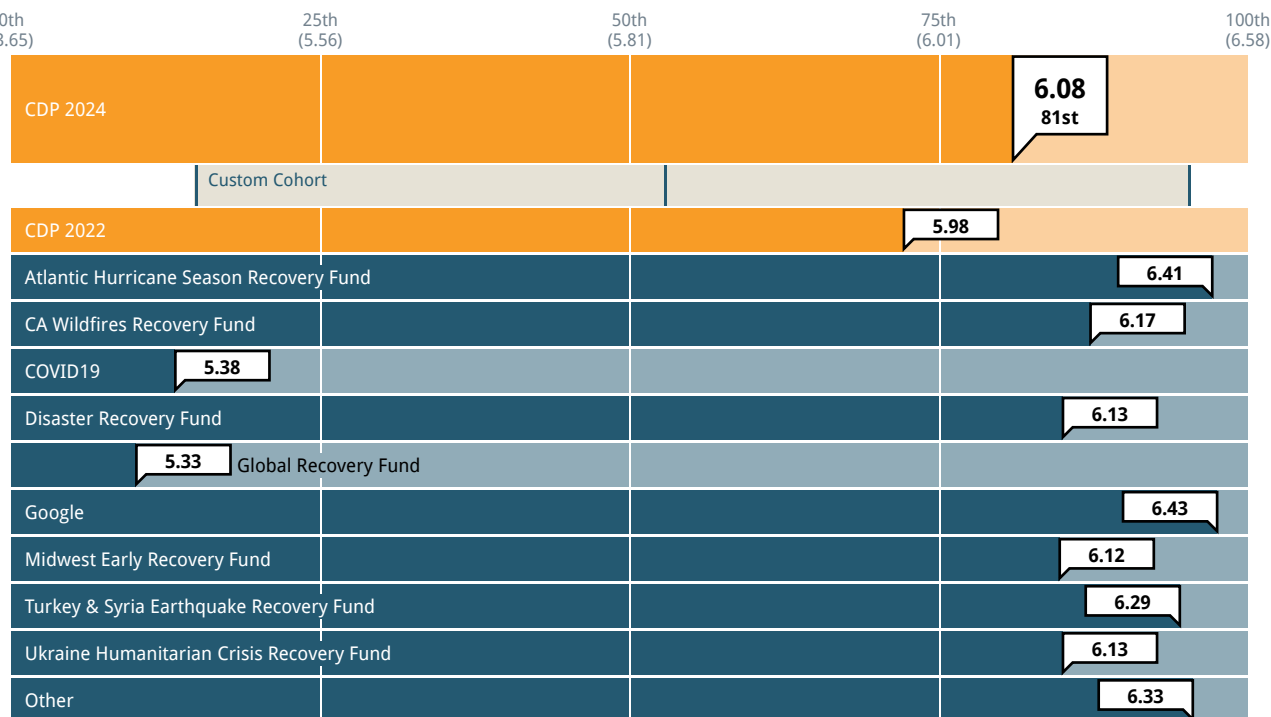 0th 25th 50th 75th 100th
.65) (5.56) (5.81) (6.01) (6.58)
CDP 2024 6.08
81st
Custom Cohort
CDP 2022 5.98
Atlantic Hurricane Season Recovery Fund 6.41
CA Wildfires Recovery Fund 6.17
COVID19 5.38
Disaster Recovery Fund 6.13
5.33 Global Recovery Fund
Google 6.43
Midwest Early Recovery Fund 6.12
Turkey & Syria Earthquake Recovery Fund 6.29
Ukraine Humanitarian Crisis Recovery Fund 6.13
Other 6.33